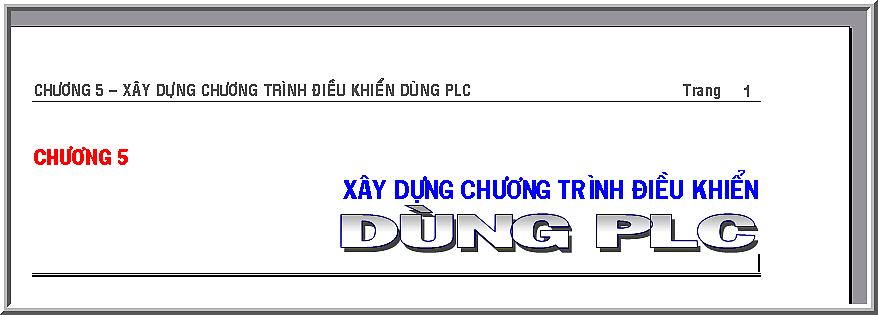 CHƯƠNG 5 – XÂY DỰNG CHƯƠNG TRÌNH ĐIỀU KHIỂN DÙNG PLC Trang 1
CHƯƠNG 5
XÂY DỰNG CHƯƠNG TRÌNH ĐIỀU KHIỂN
DÙNG PLC